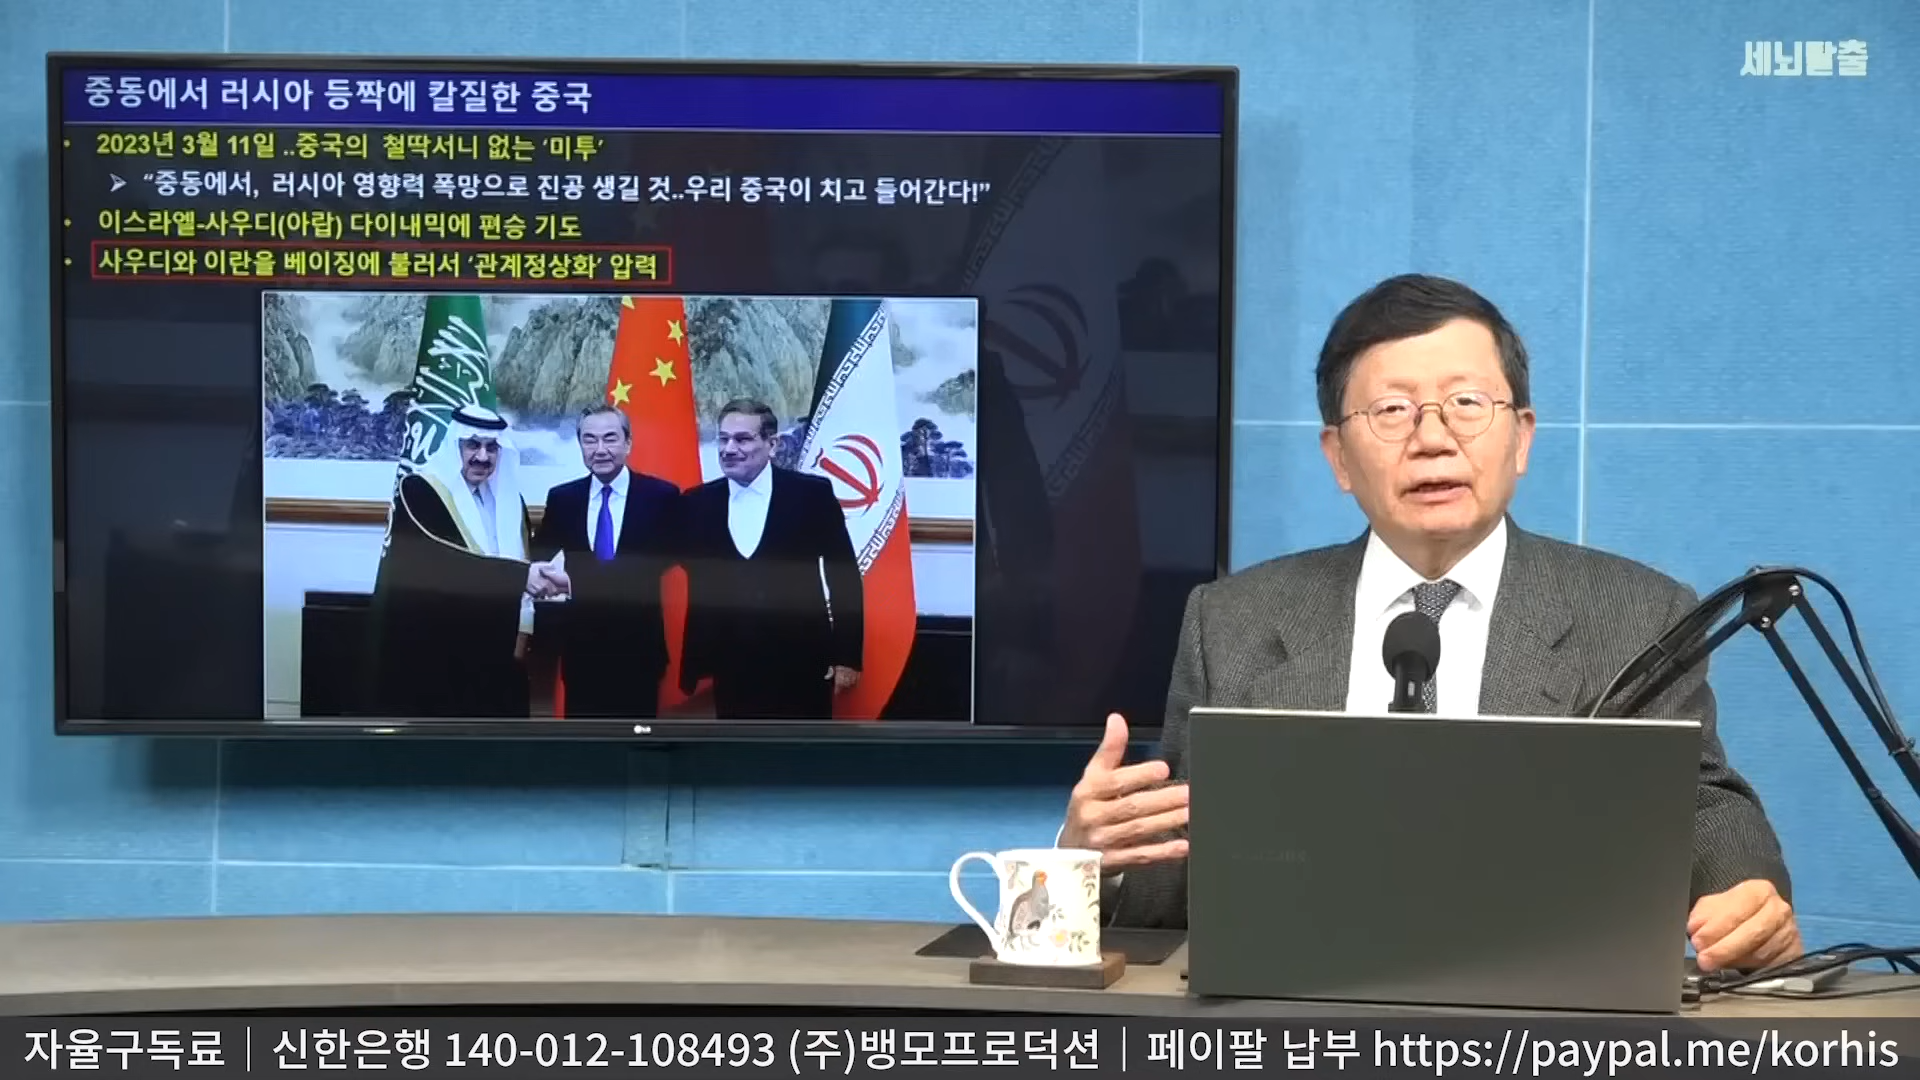 세뇌탈출
중동에서 러시아 등짝에 칼질한 중국
• 2023년 3월 11일 ..중국의 철딱서니 없는 ‘미투’
➢ “중동에서, 러시아 영향력 폭망으로 진공 생길 것..우리 중국이 치고 들어간다!”
• 이스라엘-사우디(아랍) 다이내믹에 편승 기도
• 사우디와 이란을 베이징에 불러서 ‘관계정상화’ 압력
LG
자율구독료│신한은행 140-012-108493 (주)뱅모프로덕션│페이팔 납부 https://paypal.me/korhis